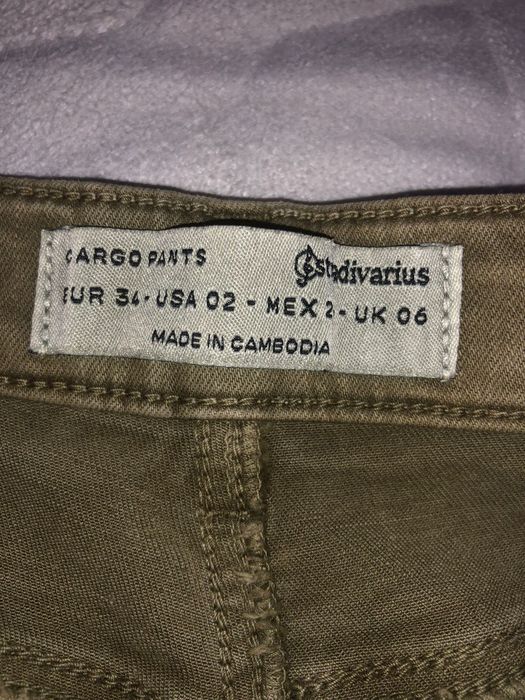 CARGO PANTS
Stradivarius
EUR 34 - USA 02 - MEX 2 - UK 06
MADE IN CAMBODIA